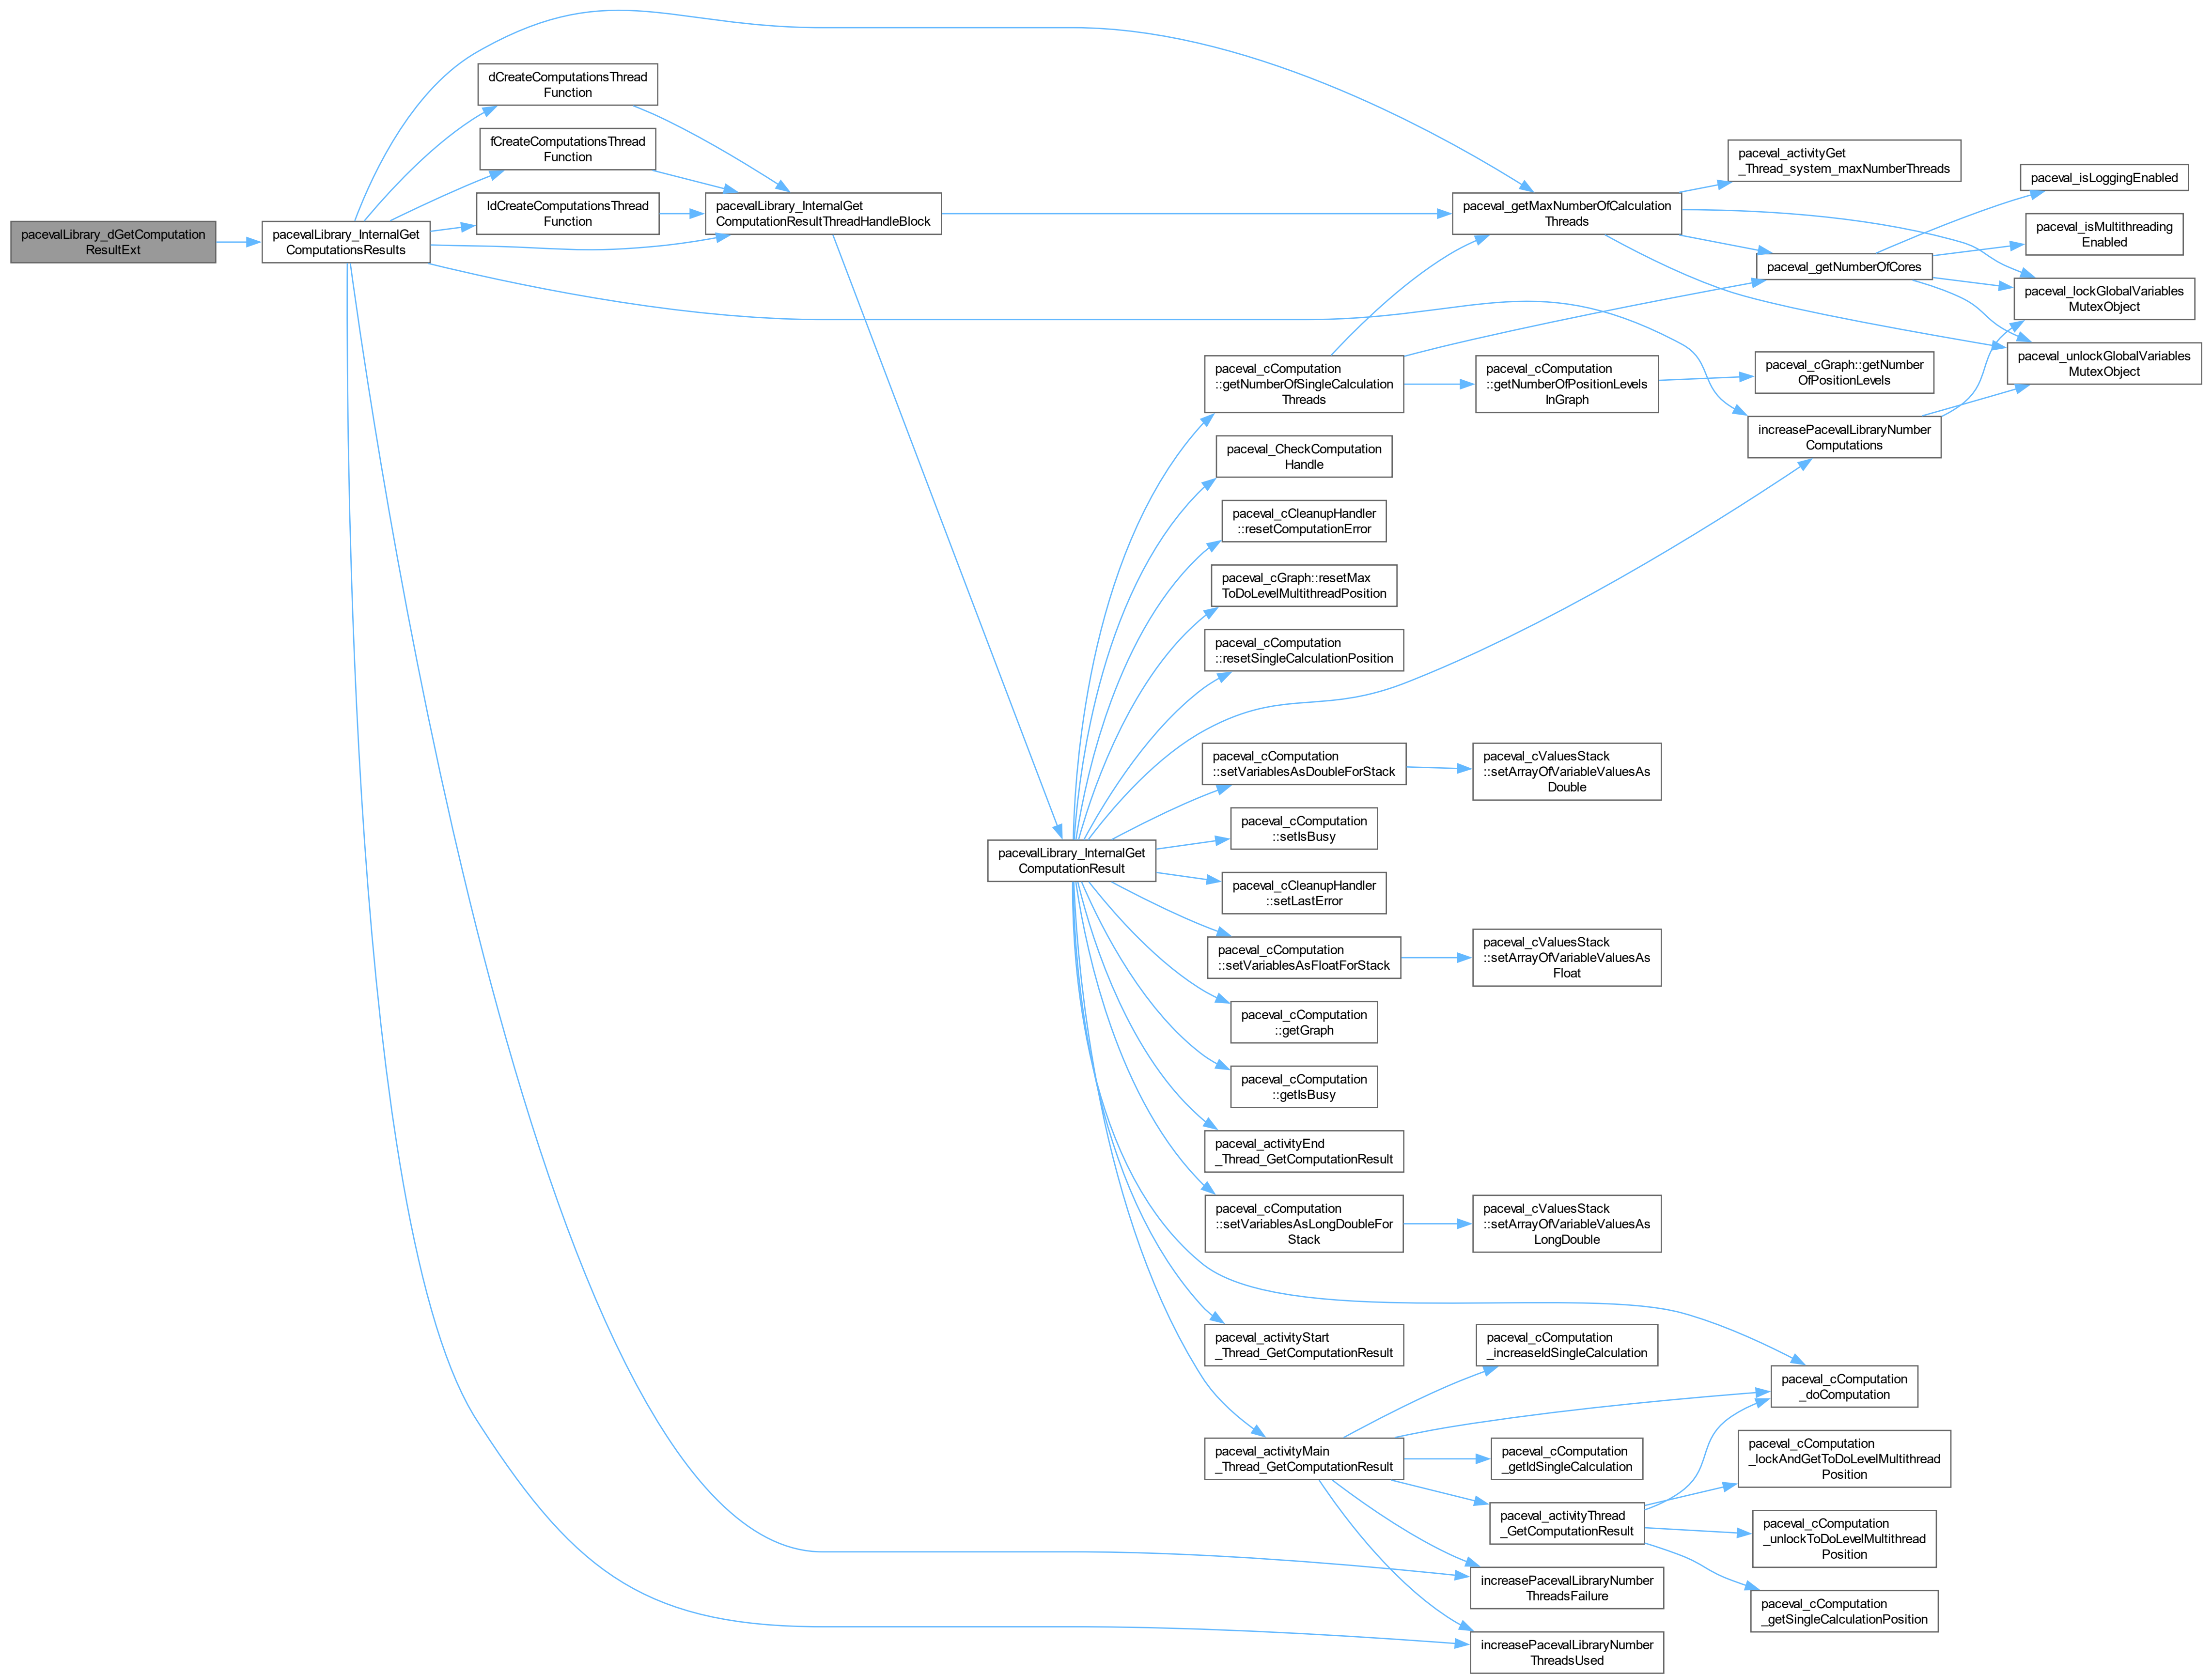 pacevalLibrary_dGetComputation
ResultExt
pacevalLibrary_InternalGet
ComputationsResults
dCreateComputationsThread
Function
fCreateComputationsThread
Function
ldCreateComputationsThread
Function
pacevalLibrary_InternalGet
ComputationResultThreadHandleBlock
pacevalLibrary_InternalGet
ComputationResult
paceval_cComputation
::getNumberOfSingleCalculation
Threads
paceval_CheckComputation
Handle
paceval_cCleanupHandler
::resetComputationError
paceval_cGraph::resetMax
ToDoLevelMultithreadPosition
paceval_cComputation
::resetSingleCalculationPosition
paceval_cComputation
::setVariablesAsDoubleForStack
paceval_cComputation
::setIsBusy
paceval_cCleanupHandler
::setLastError
paceval_cComputation
::setVariablesAsFloatForStack
paceval_cComputation
::getGraph
paceval_cComputation
::getIsBusy
paceval_activityEnd
_Thread_GetComputationResult
paceval_cComputation
::setVariablesAsLongDoubleFor
Stack
paceval_activityStart
_Thread_GetComputationResult
paceval_activityMain
_Thread_GetComputationResult
paceval_getMaxNumberOfCalculation
Threads
paceval_cComputation
::getNumberOfPositionLevels
InGraph
paceval_cValuesStack
::setArrayOfVariableValuesAs
Double
paceval_cValuesStack
::setArrayOfVariableValuesAs
Float
paceval_cValuesStack
::setArrayOfVariableValuesAs
LongDouble
paceval_cComputation
_increaseIdSingleCalculation
paceval_cComputation
_getIdSingleCalculation
paceval_activityThread
_GetComputationResult
increasePacevalLibraryNumber
ThreadsFailure
increasePacevalLibraryNumber
ThreadsUsed
paceval_activityGet
_Thread_system_maxNumberThreads
paceval_getNumberOfCores
paceval_cGraph::getNumber
OfPositionLevels
increasePacevalLibraryNumber
Computations
paceval_cComputation
_doComputation
paceval_cComputation
_lockAndGetToDoLevelMultithread
Position
paceval_cComputation
_unlockToDoLevelMultithread
Position
paceval_cComputation
_getSingleCalculationPosition
paceval_isLoggingEnabled
paceval_isMultithreading
Enabled
paceval_lockGlobalVariables
MutexObject
paceval_unlockGlobalVariables
MutexObject